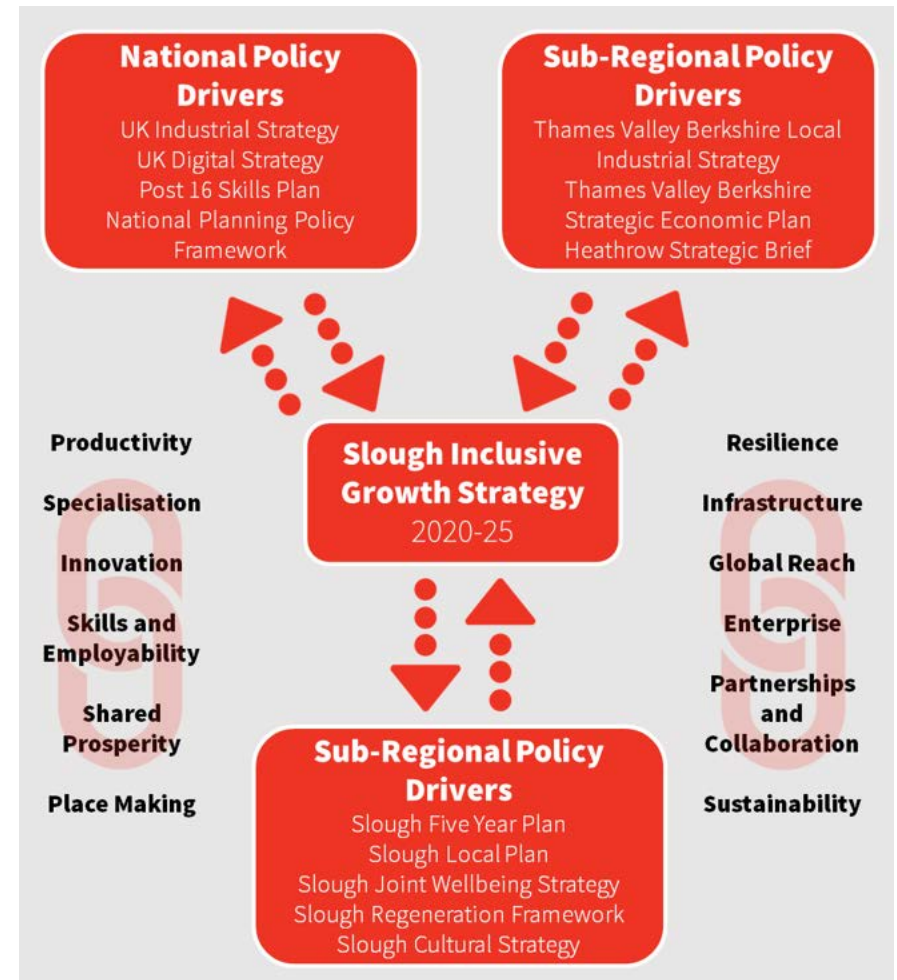 National Policy
Drivers
UK Industrial Strategy
UK Digital Strategy
Post 16 Skills Plan
National Planning Policy
Framework
Sub-Regional Policy
Drivers
Thames Valley Berkshire Local
Industrial Strategy
Thames Valley Berkshire
Strategic Economic Plan
Heathrow Strategic Brief
Productivity
Specialisation
Innovation
Skills and
Employability
Shared
Prosperity
Place Making
Slough Inclusive
Growth Strategy
2020-25
Resilience
Infrastructure
Global Reach
Enterprise
Partnerships
and
Collaboration
Sustainability
Sub-Regional Policy
Drivers
Slough Five Year Plan
Slough Local Plan
Slough Joint Wellbeing Strategy
Slough Regeneration Framework
Slough Cultural Strategy